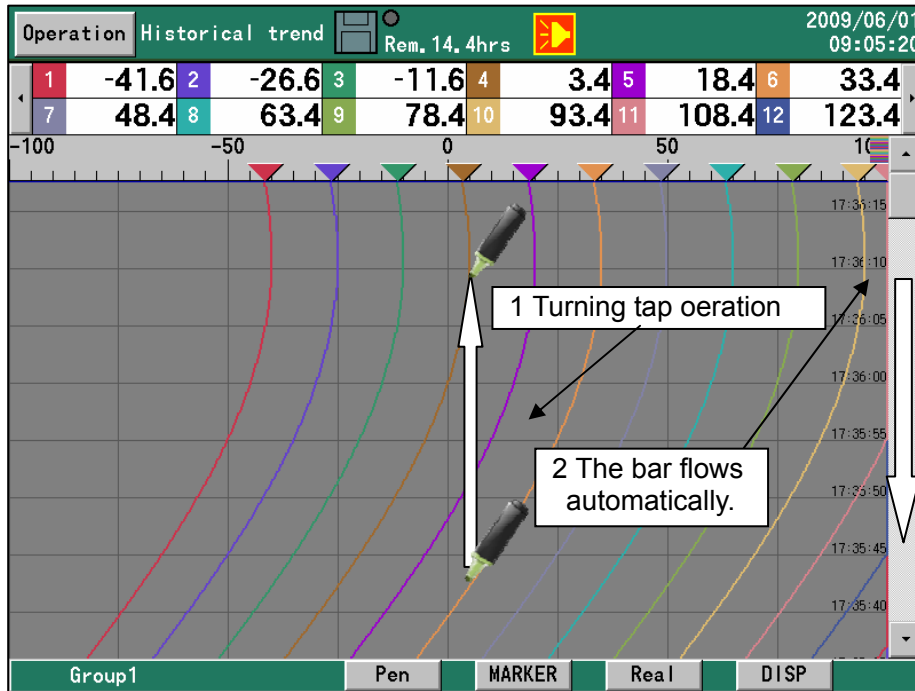 Operation Historical trend Rem.14.4hrs 2009/06/01
09:05:20
1 -41.6 2 -26.6 3 -11.6 4 3.4 5 18.4 6 33.4
7 48.4 8 63.4 9 78.4 10 93.4 11 108.4 12 123.4
-100 -50 0 50 10
17:36:15
17:36:10
1 Turning tap oeration
17:36:05
17:36:00
17:35:55
2 The bar flows
automatically.
17:35:50
17:35:45
17:35:40
Group1 Pen MARKER Real DISP